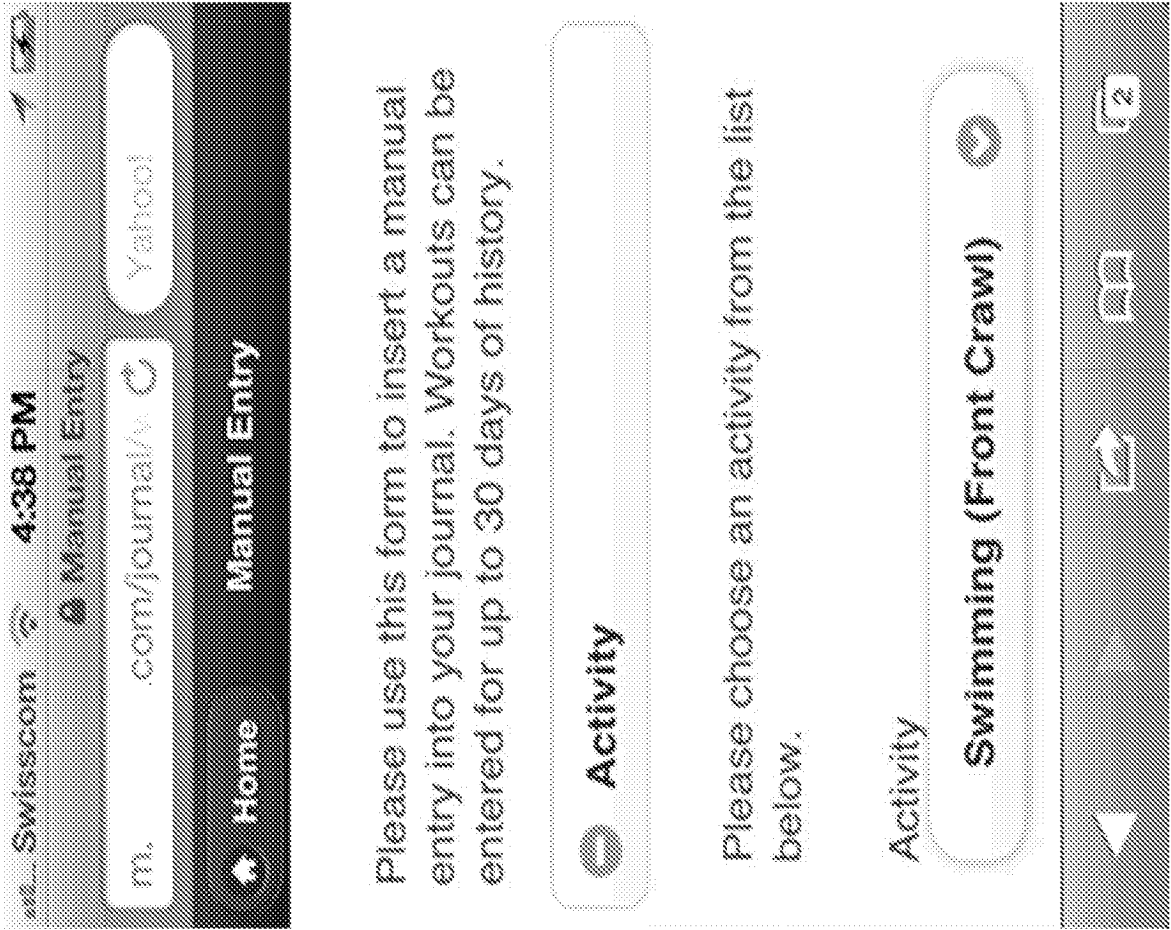 Swisscom 4:38 PM
Manual Entry
m. .com/journal/w Yahoo!
Home Manual Entry
Please use this form to insert a manual
entry into your journal. Workouts can be
entered for up to 30 days of history.
Activity
Please choose an activity from the list
below.
Activity
Swimming (Front Crawl)
2